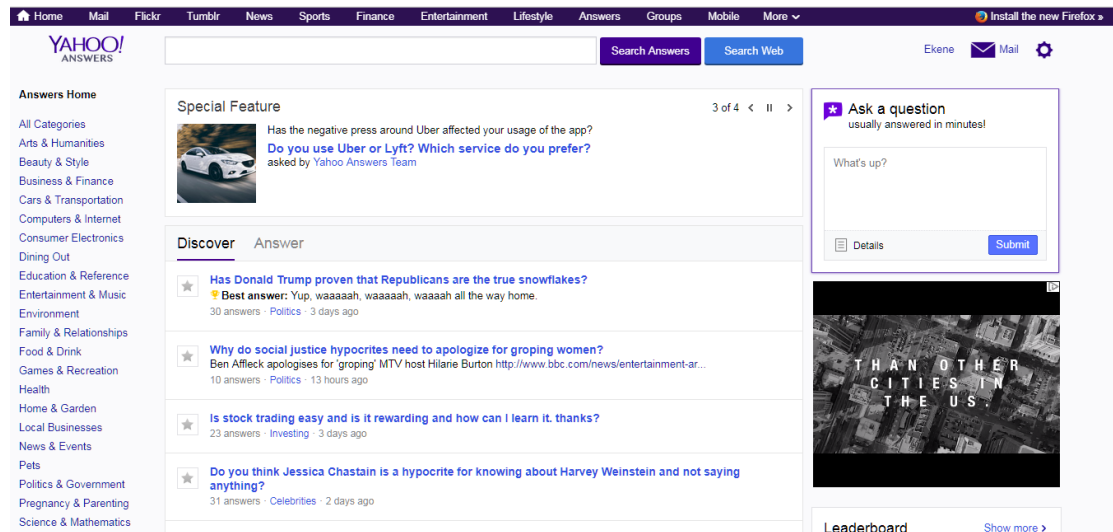 Home Mail Flickr Tumblr News Sports Finance Entertainment Lifestyle Answers Groups Mobile More Install the new Firefox »
YAHOO!
ANSWERS
Search Answers Search Web
Ekene Mail
Answers Home
All Categories
Arts & Humanities
Beauty & Style
Business & Finance
Cars & Transportation
Computers & Internet
Consumer Electronics
Dining Out
Education & Reference
Entertainment & Music
Environment
Family & Relationships
Food & Drink
Games & Recreation
Health
Home & Garden
Local Businesses
News & Events
Pets
Politics & Government
Pregnancy & Parenting
Science & Mathematics
Special Feature
3 of 4
Has the negative press around Uber affected your usage of the app?
Do you use Uber or Lyft? Which service do you prefer?
asked by Yahoo Answers Team
Discover Answer
Has Donald Trump proven that Republicans are the true snowflakes?
Best answer: Yup, waaaaah, waaaaah, waaaah all the way home.
30 answers · Politics · 3 days ago
Why do social justice hypocrites need to apologize for groping women?
Ben Affleck apologises for 'groping' MTV host Hilarie Burton http://www.bbc.com/news/entertainment-ar...
10 answers · Politics · 13 hours ago
Is stock trading easy and is it rewarding and how can I learn it. thanks?
23 answers · Investing · 3 days ago
Do you think Jessica Chastain is a hypocrite for knowing about Harvey Weinstein and not saying
anything?
31 answers · Celebrities · 2 days ago
Ask a question
usually answered in minutes!
What's up?
Details Submit
THAN OTHER
CITIES IN
THE US.
Leaderboard Show more